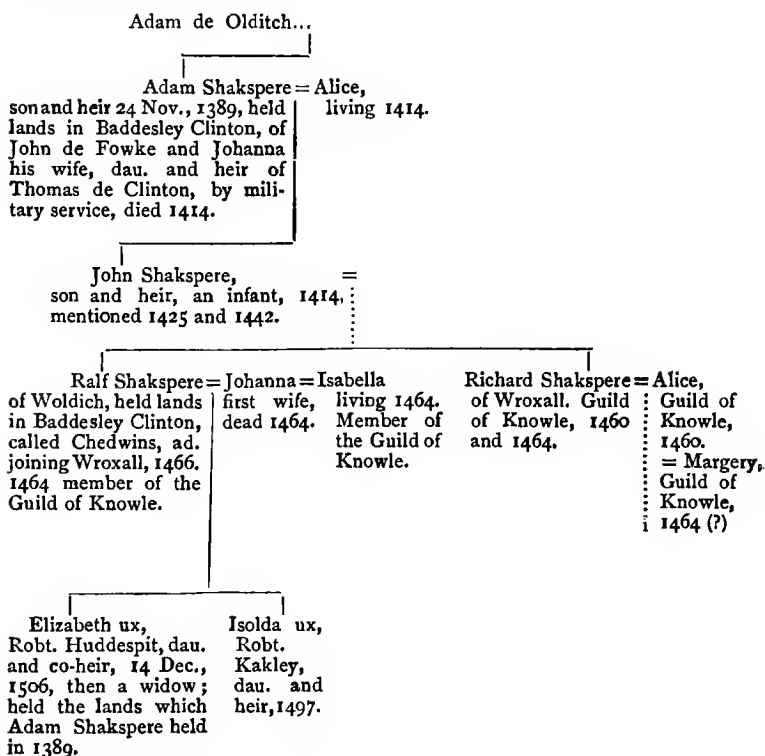 Adam de Olditch...
Adam Shakspere = Alice,
son and heir 24 Nov., 1389, held
lands in Baddesley Clinton, of
John de Fowke and Johanna
his wife, dau. and heir of
Thomas de Clinton, by mili-
tary service, died 1414.
living 1414.
John Shakspere, =
son and heir, an infant, 1414,
mentioned 1425 and 1442.
Ralf Shakspere = Johanna = Isabella
of Woldich, held lands
in Baddesley Clinton,
called Chedwins, ad.
joining Wroxall, 1466.
1464 member of the
Guild of Knowle.
first wife,
dead 1464.
living 1464.
Member of
the Guild of
Knowle.
Richard Shakspere = Alice,
of Wroxall. Guild
of Knowle, 1460
and 1464.
Guild of
Knowle,
1460.
= Margery,
Guild of
Knowle,
1464 (?)
Elizabeth ux,
Robt. Huddespit, dau.
and co-heir, 14 Dec.,
1506, then a widow;
held the lands which
Adam Shakspere held
in 1389.
Isolda ux,
Robt.
Kakley,
dau. and
heir, 1497.